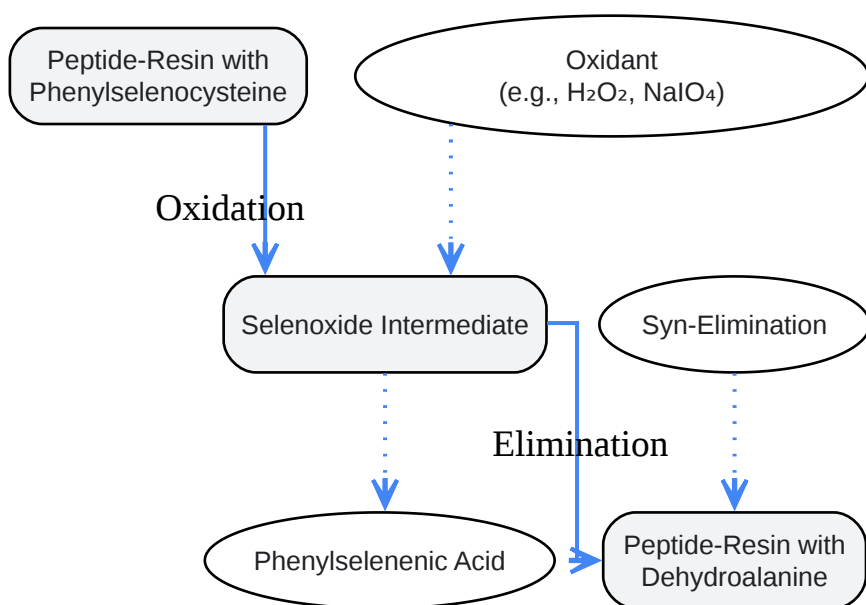 Peptide-Resin with
Phenylselenocysteine
Oxidant
(e.g., H₂O₂, NaIO₄)
Oxidation
Selenoxide Intermediate
Syn-Elimination
Elimination
Phenylselenenic Acid
Peptide-Resin with
Dehydroalanine